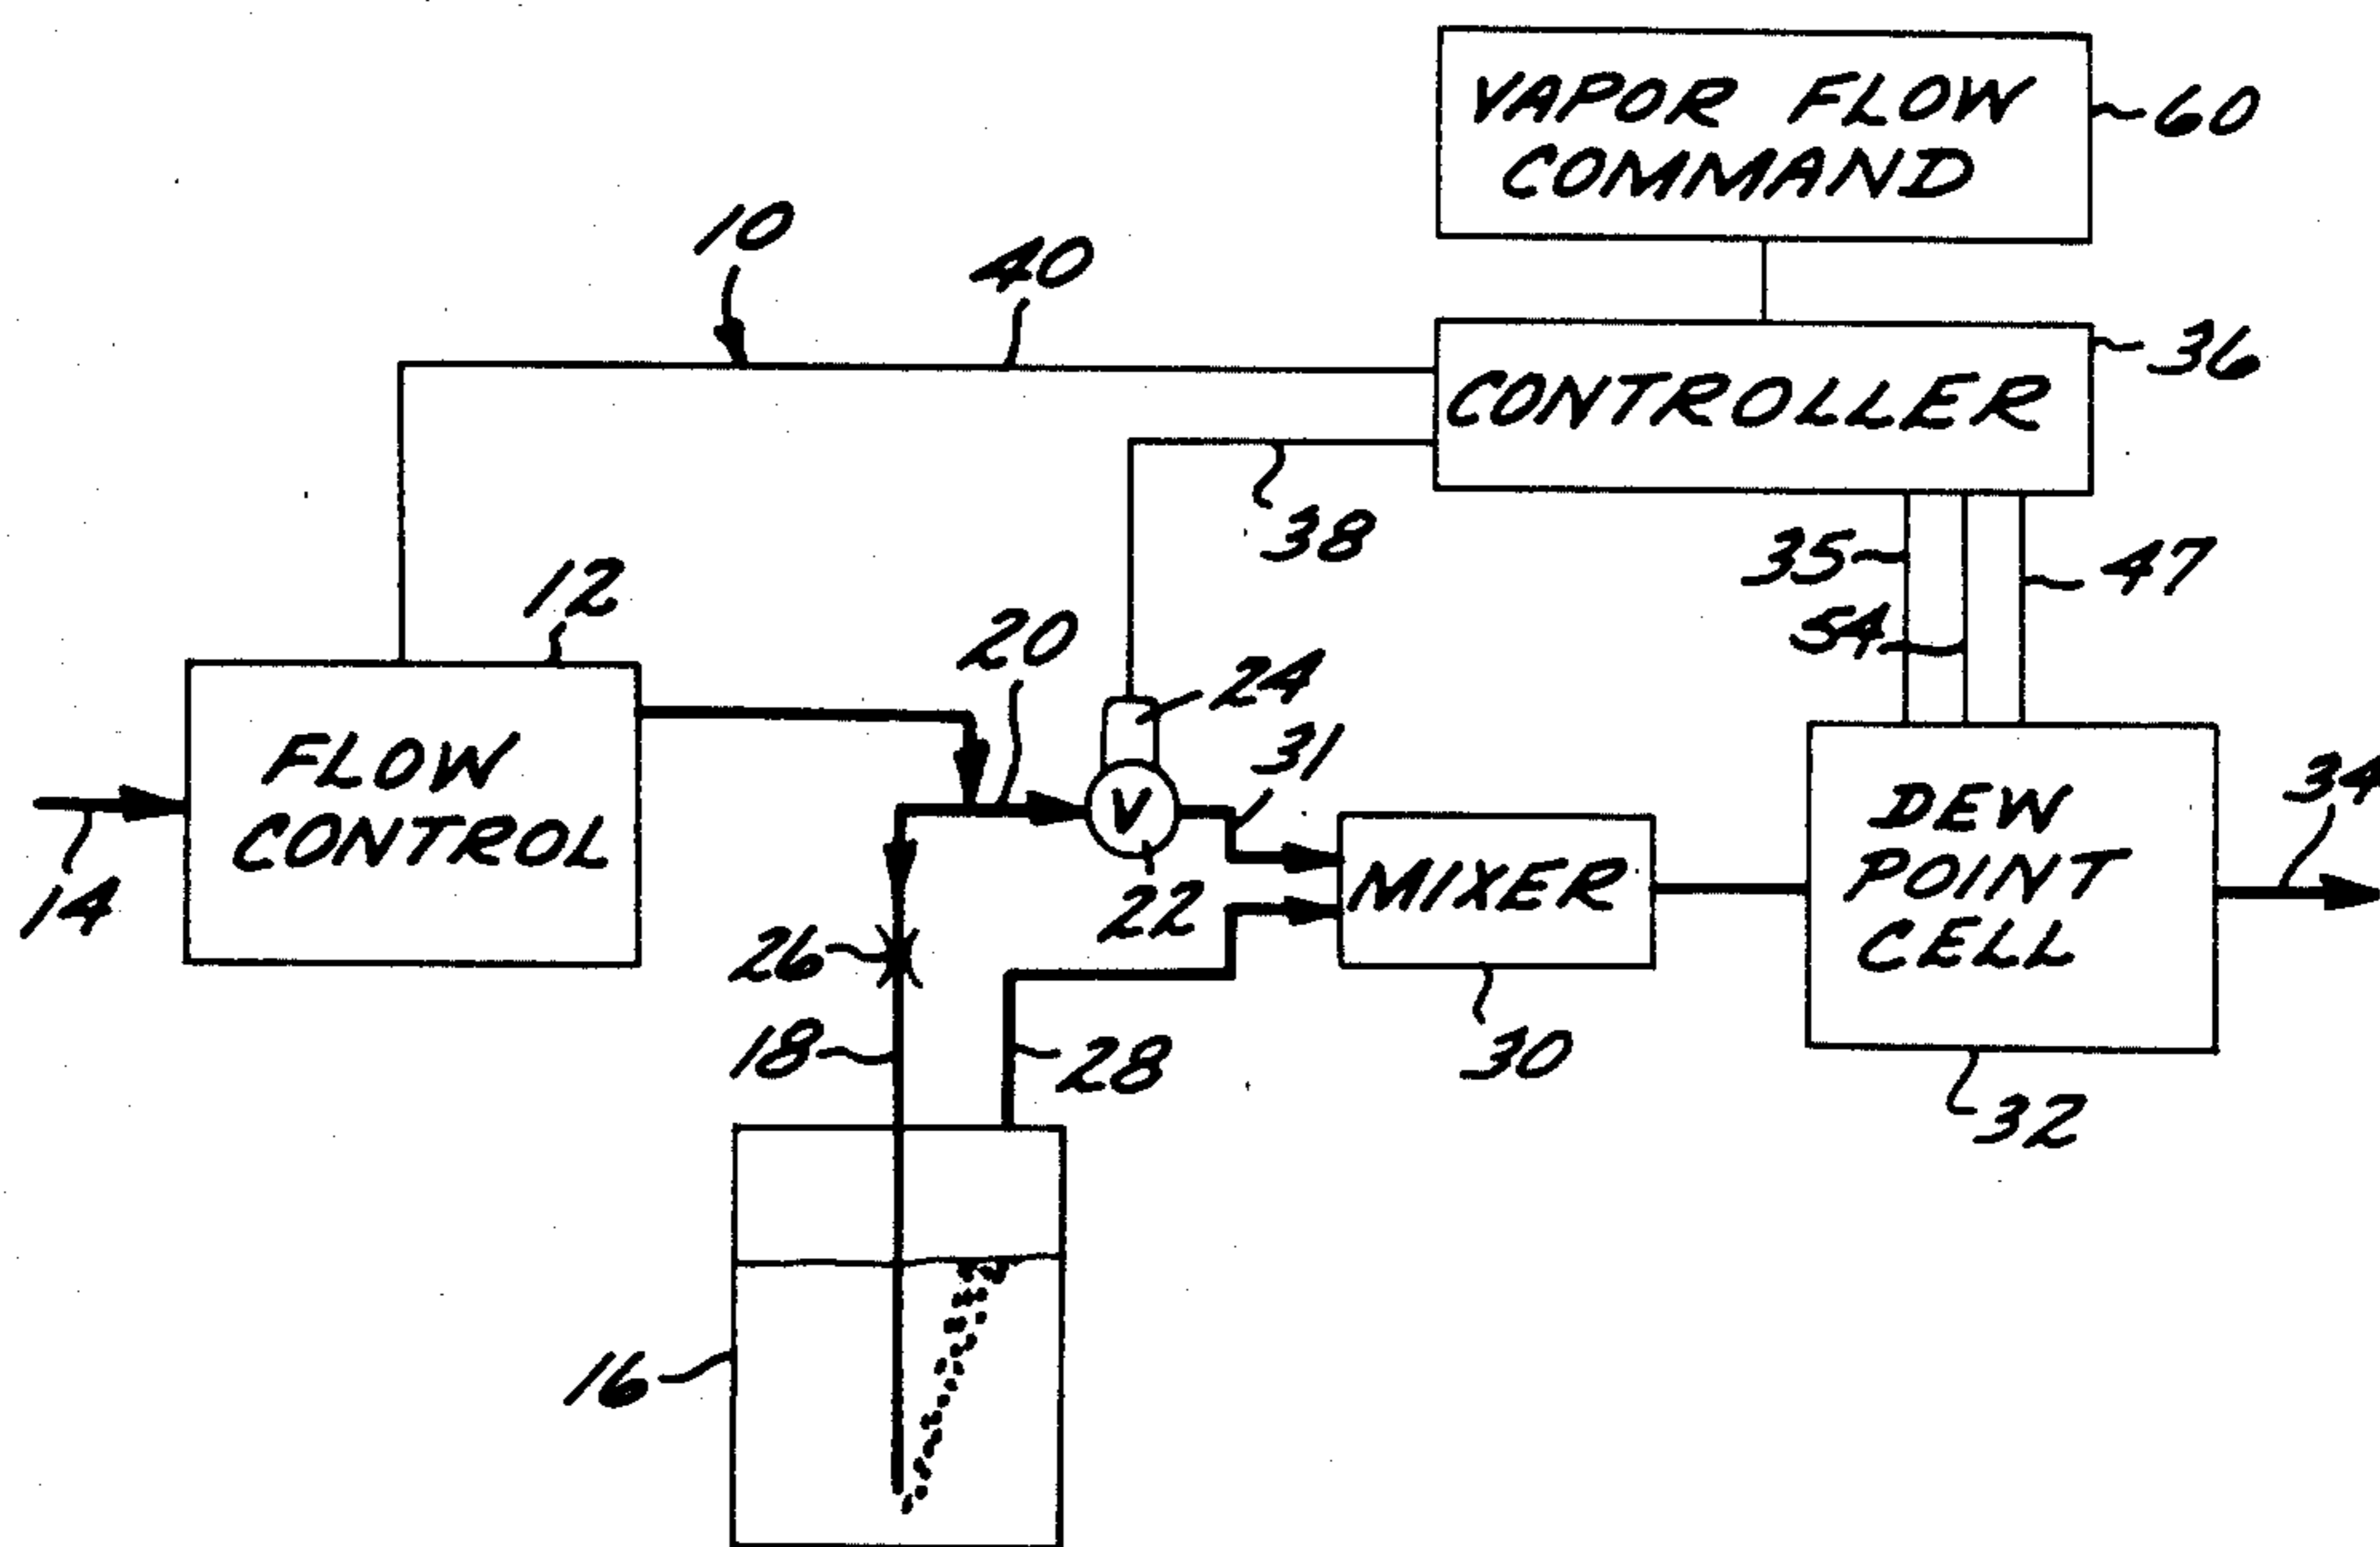 VAPOR FLOW
COMMAND
60
10
40
36
CONTROLLER
38
35
47
54
12
20
24
31
FLOW
CONTROL
14
V
22
DEW
POINT
CELL
34
MIXER
26
18
28
30
32
16